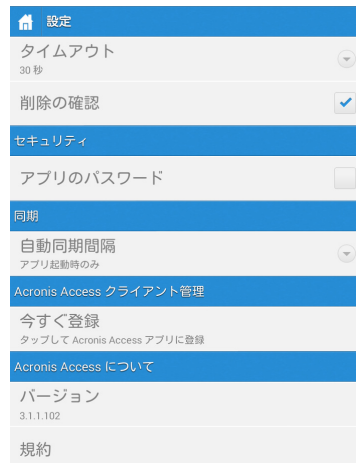 設定
タイムアウト
30 秒
削除の確認
セキュリティ
アプリのパスワード
同期
自動同期間隔
アプリ起動時のみ
Acronis Access クライアント管理
今すぐ登録
タップして Acronis Access アプリに登録
Acronis Access について
バージョン
3.1.1.102
規約